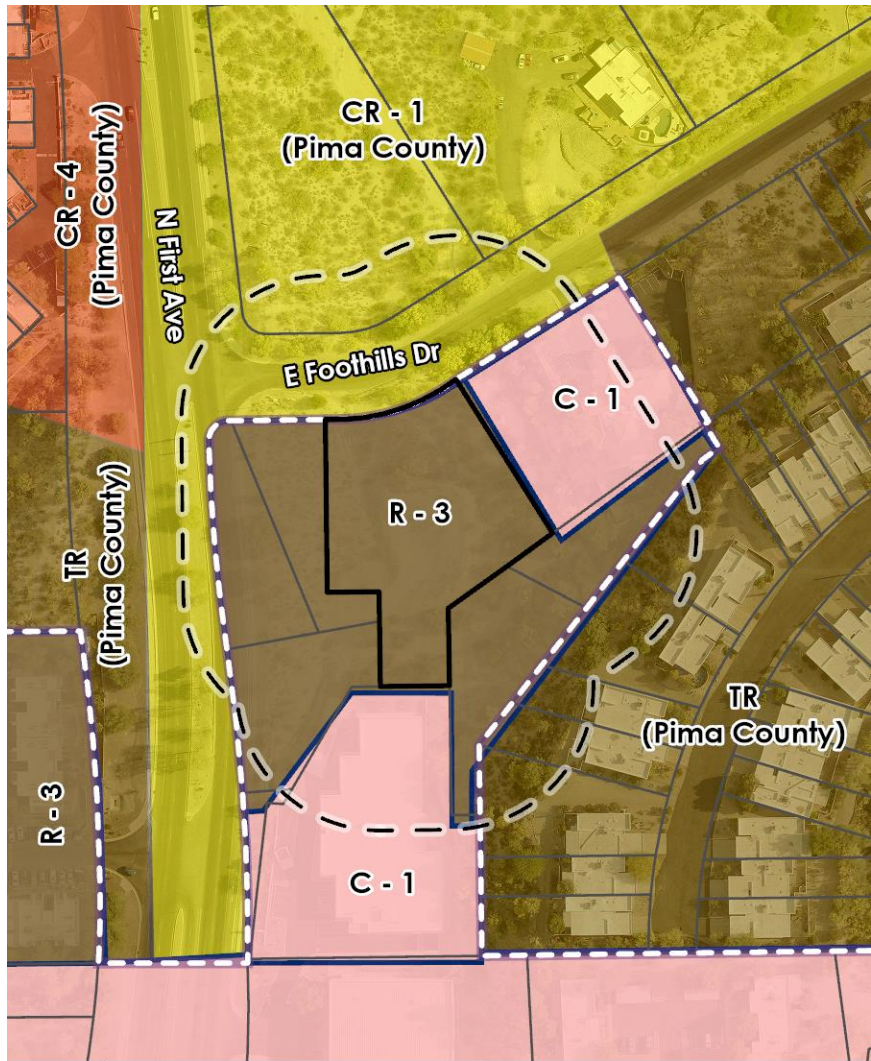 CR - 1
(Pima County)
CR - 4
(Pima County)
N First Ave
E Foothills Dr
C - 1
R - 3
TR
(Pima County)
TR
(Pima County)
R - 3
C - 1